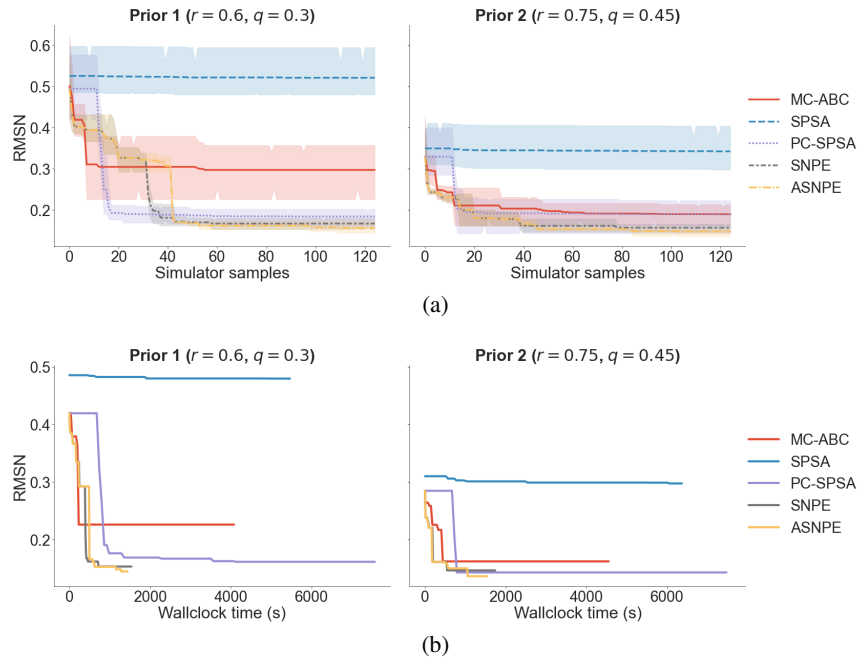 Prior 1 (r = 0.6, q = 0.3)
Prior 2 (r = 0.75, q = 0.45)
0.6
0.5
0.4
0.3
0.2
RMSN
0 20 40 60 80 100 120
Simulator samples
0 20 40 60 80 100 120
Simulator samples
MC-ABC
SPSA
PC-SPSA
SNPE
ASNPE
(a)
Prior 1 (r = 0.6, q = 0.3)
Prior 2 (r = 0.75, q = 0.45)
0.5
0.4
0.3
0.2
RMSN
0 2000 4000 6000
Wallclock time (s)
0 2000 4000 6000
Wallclock time (s)
MC-ABC
SPSA
PC-SPSA
SNPE
ASNPE
(b)